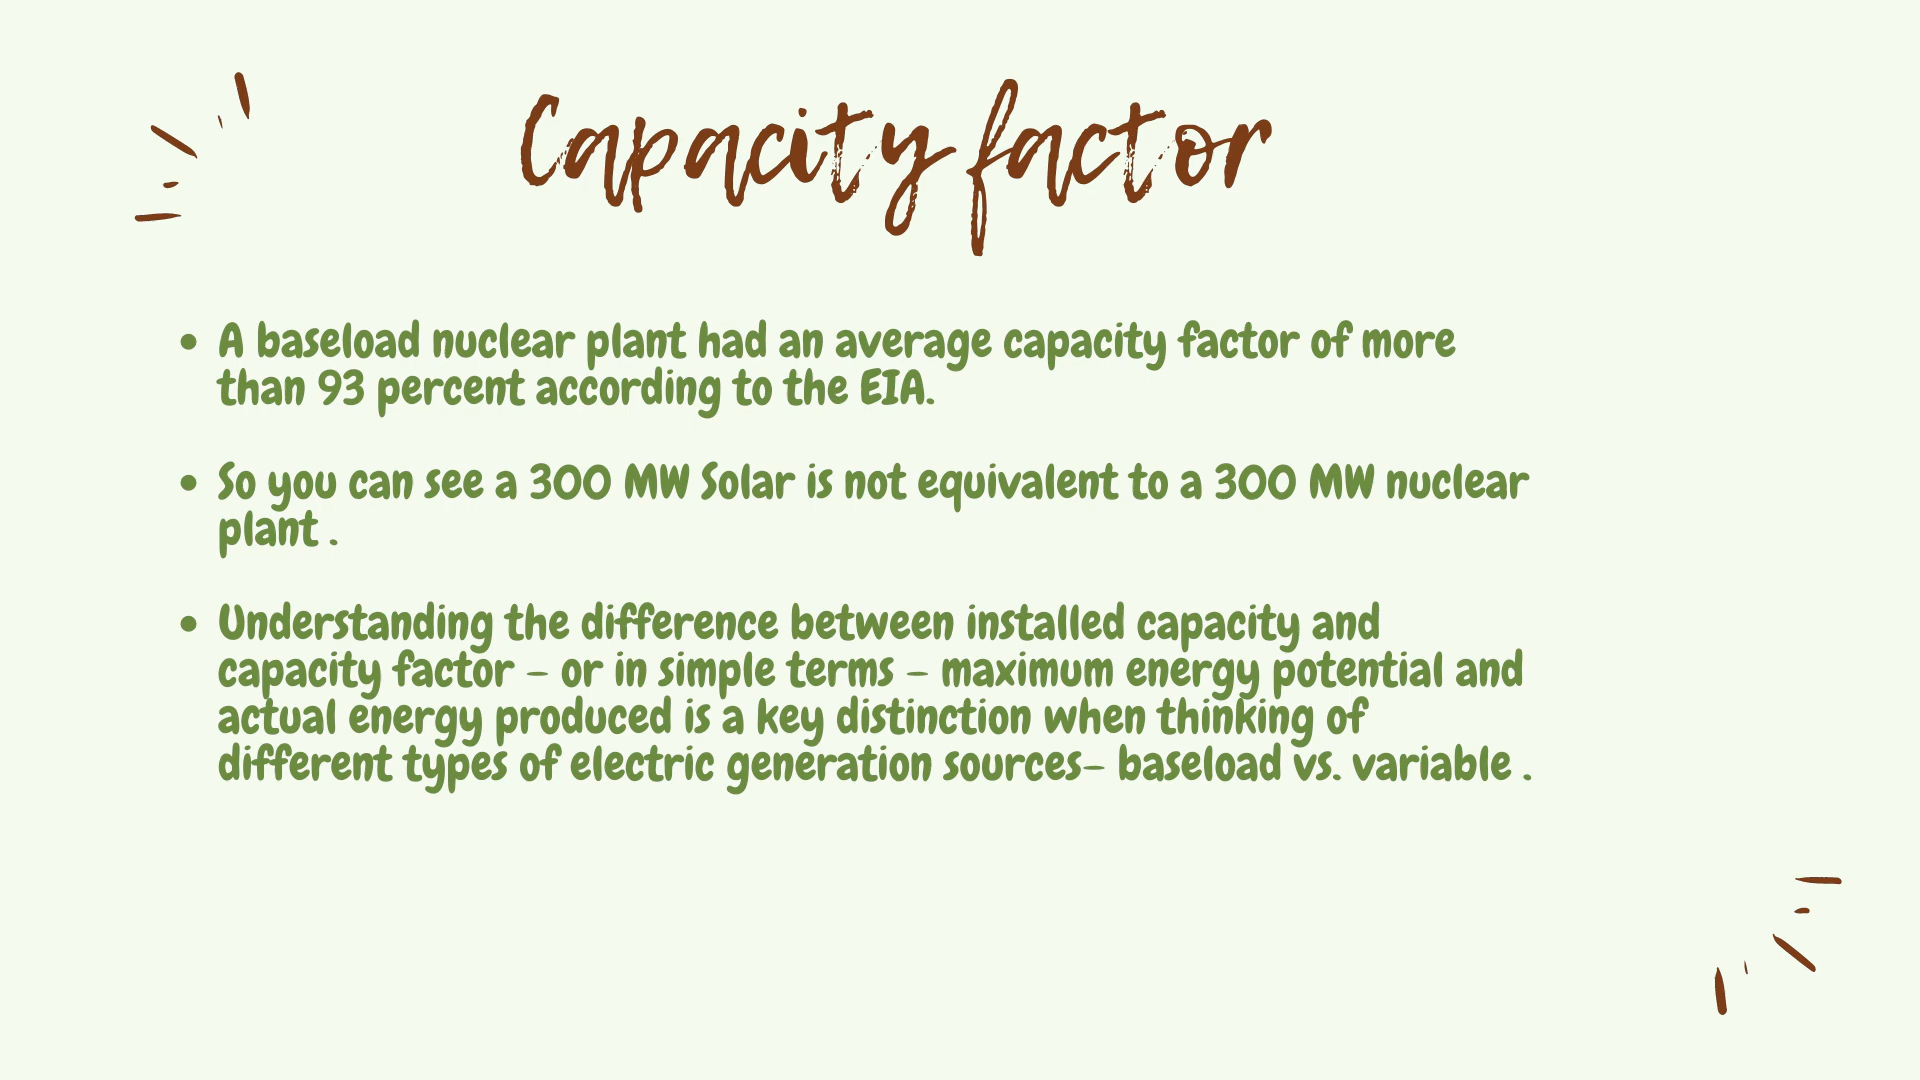 Capacity factor
• A baseload nuclear plant had an average capacity factor of more
than 93 percent according to the EIA.
• So you can see a 300 MW Solar is not equivalent to a 300 MW nuclear
plant .
• Understanding the difference between installed capacity and
capacity factor – or in simple terms – maximum energy potential and
actual energy produced is a key distinction when thinking of
different types of electric generation sources– baseload vs. variable .